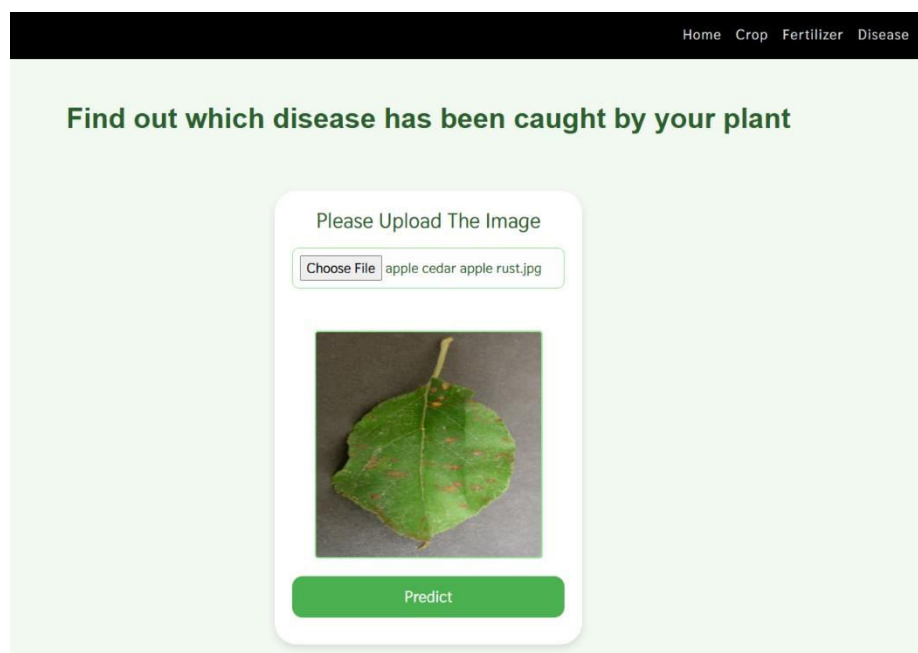 Home Crop Fertilizer Disease
Find out which disease has been caught by your plant
Please Upload The Image
Choose File apple cedar apple rust.jpg
Predict